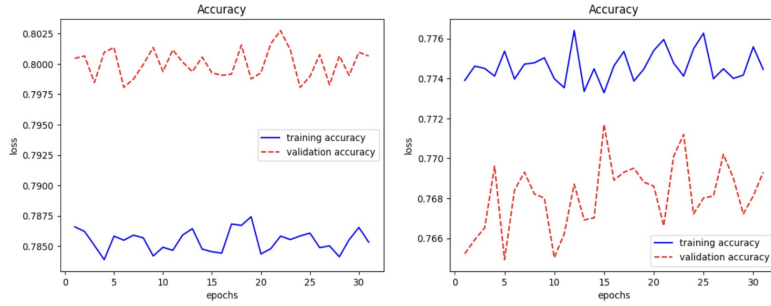 Accuracy
0.8025
0.8000
0.7975
0.7950
0.7925
0.7900
0.7875
0.7850
loss
training accuracy
validation accuracy
0 5 10 15 20 25 30
epochs
Accuracy
0.776
0.774
0.772
0.770
0.768
0.766
loss
training accuracy
validation accuracy
0 5 10 15 20 25 30
epochs